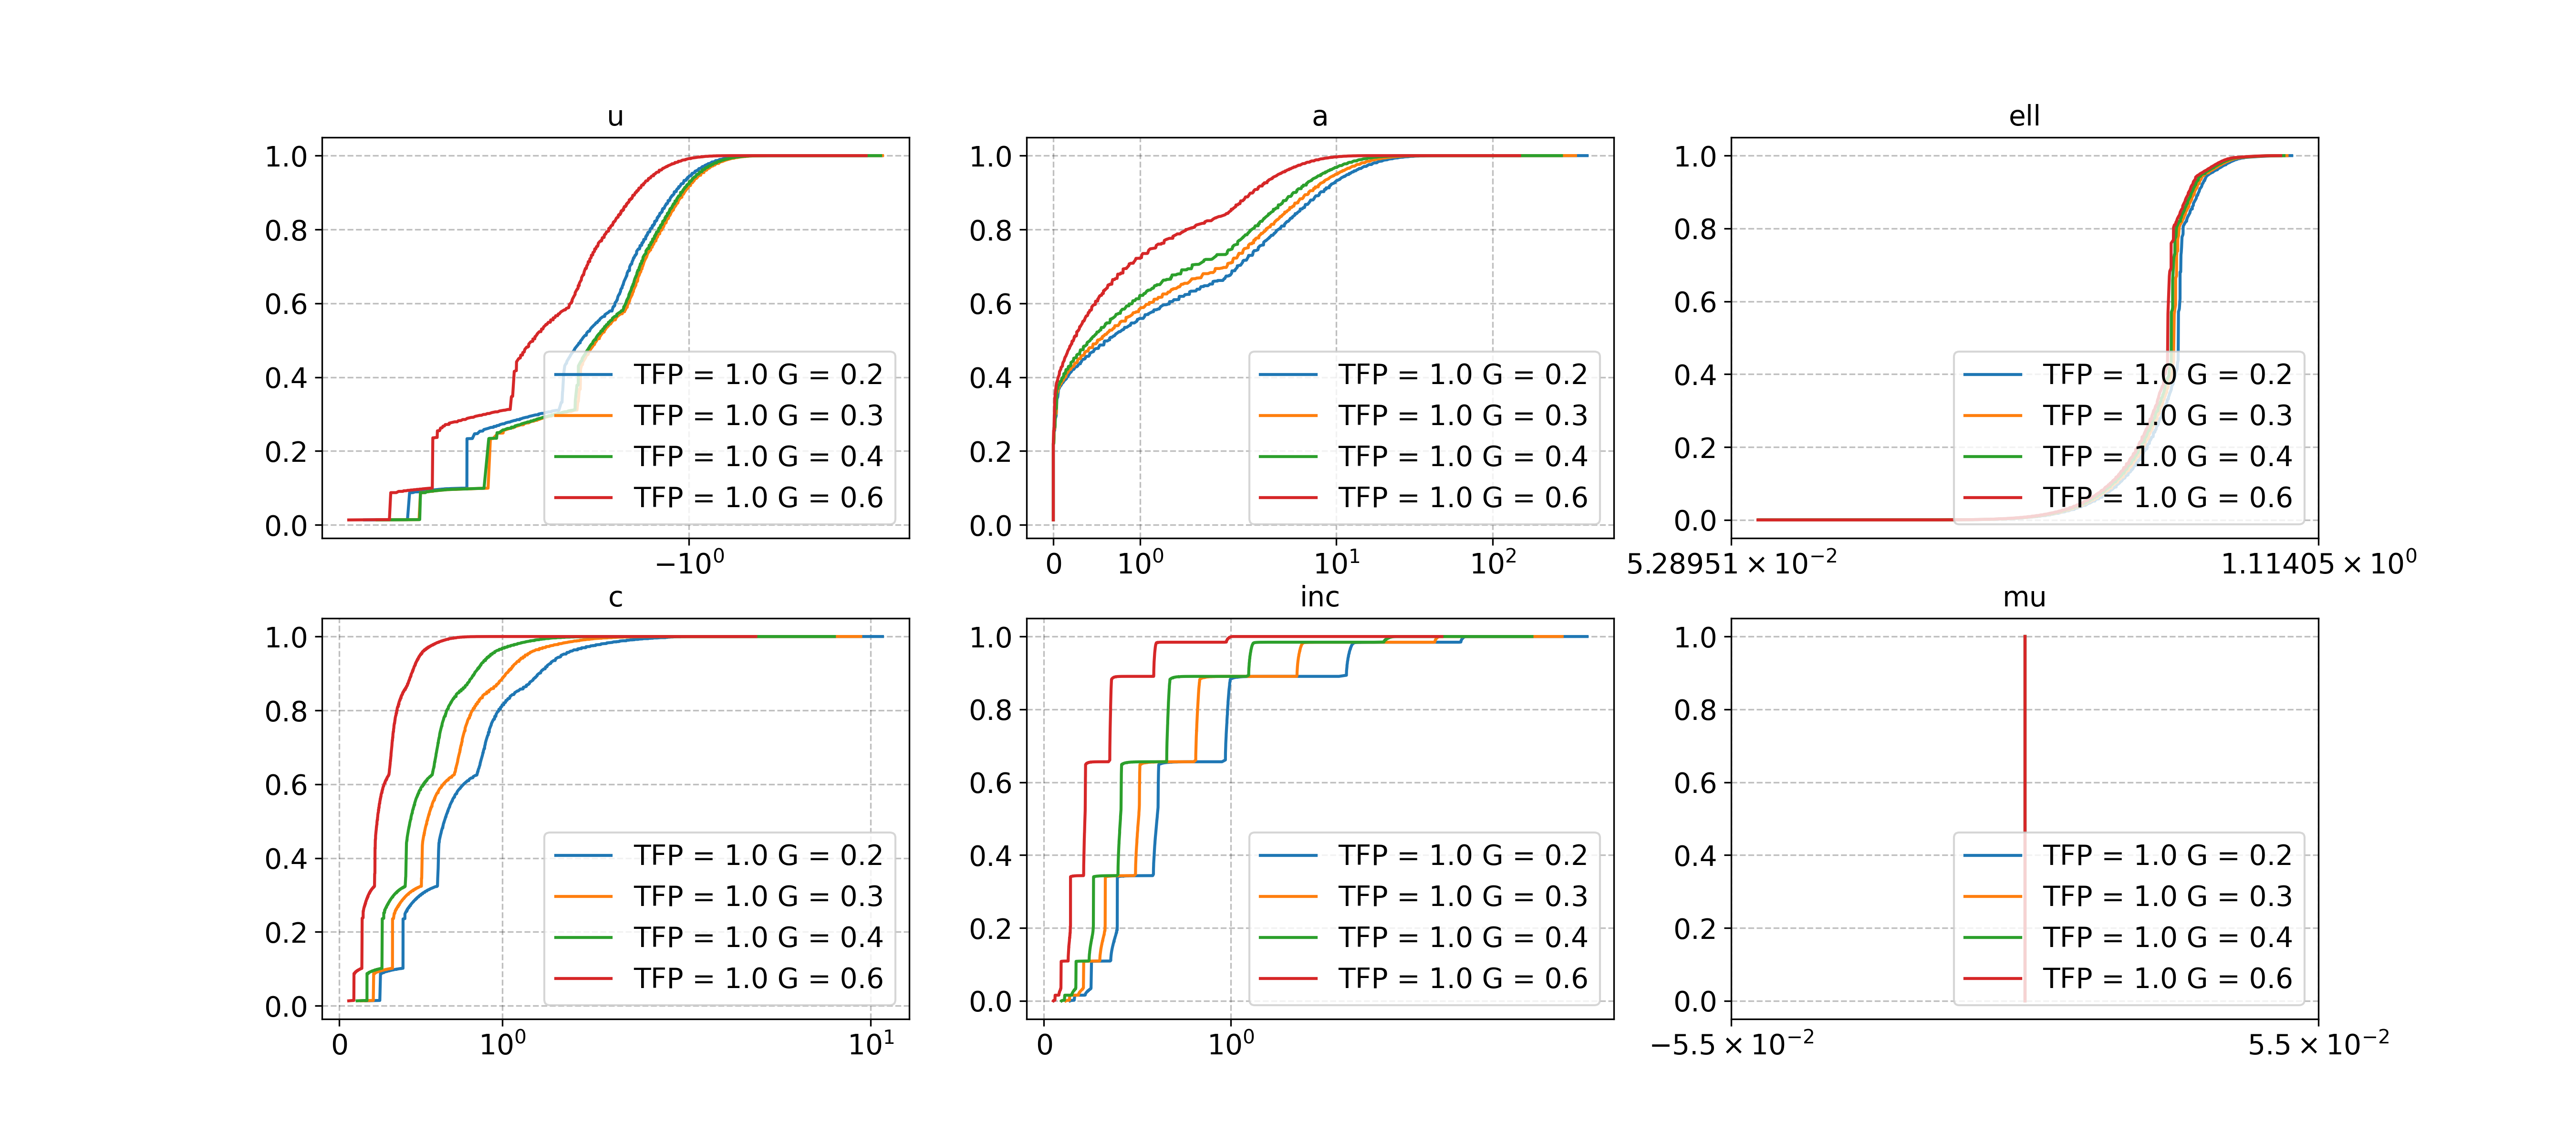 u
1.0
0.8
0.6
0.4
0.2
0.0
−10⁰
TFP = 1.0 G = 0.2
TFP = 1.0 G = 0.3
TFP = 1.0 G = 0.4
TFP = 1.0 G = 0.6
a
1.0
0.8
0.6
0.4
0.2
0.0
0 10⁰ 10¹ 10²
TFP = 1.0 G = 0.2
TFP = 1.0 G = 0.3
TFP = 1.0 G = 0.4
TFP = 1.0 G = 0.6
ell
1.0
0.8
0.6
0.4
0.2
0.0
5.28951 × 10⁻² 1.11405 × 10⁰
TFP = 1.0 G = 0.2
TFP = 1.0 G = 0.3
TFP = 1.0 G = 0.4
TFP = 1.0 G = 0.6
c
1.0
0.8
0.6
0.4
0.2
0.0
0 10⁰ 10¹
TFP = 1.0 G = 0.2
TFP = 1.0 G = 0.3
TFP = 1.0 G = 0.4
TFP = 1.0 G = 0.6
inc
1.0
0.8
0.6
0.4
0.2
0.0
0 10⁰
TFP = 1.0 G = 0.2
TFP = 1.0 G = 0.3
TFP = 1.0 G = 0.4
TFP = 1.0 G = 0.6
mu
1.0
0.8
0.6
0.4
0.2
0.0
−5.5 × 10⁻² 5.5 × 10⁻²
TFP = 1.0 G = 0.2
TFP = 1.0 G = 0.3
TFP = 1.0 G = 0.4
TFP = 1.0 G = 0.6